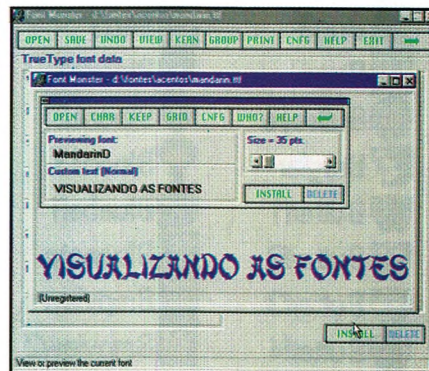 Font Monster - d:\fontes\acentos\mandarin.ttf
OPEN SAVE UNDO VIEW KERN GROUP PRINT CNFG HELP EXIT
TrueType font data
Font Monster - d:\fontes\acentos\mandarin.ttf
OPEN CHAR KEEP GRID CNFG WHO? HELP
Previewing font:
MandarinD
Size = 35 pts.
Custom text (Normal)
VISUALIZANDO AS FONTES
INSTALL DELETE
VISUALIZANDO AS FONTES
(Unregistered)
INSTALL DELETE
View or preview the current font